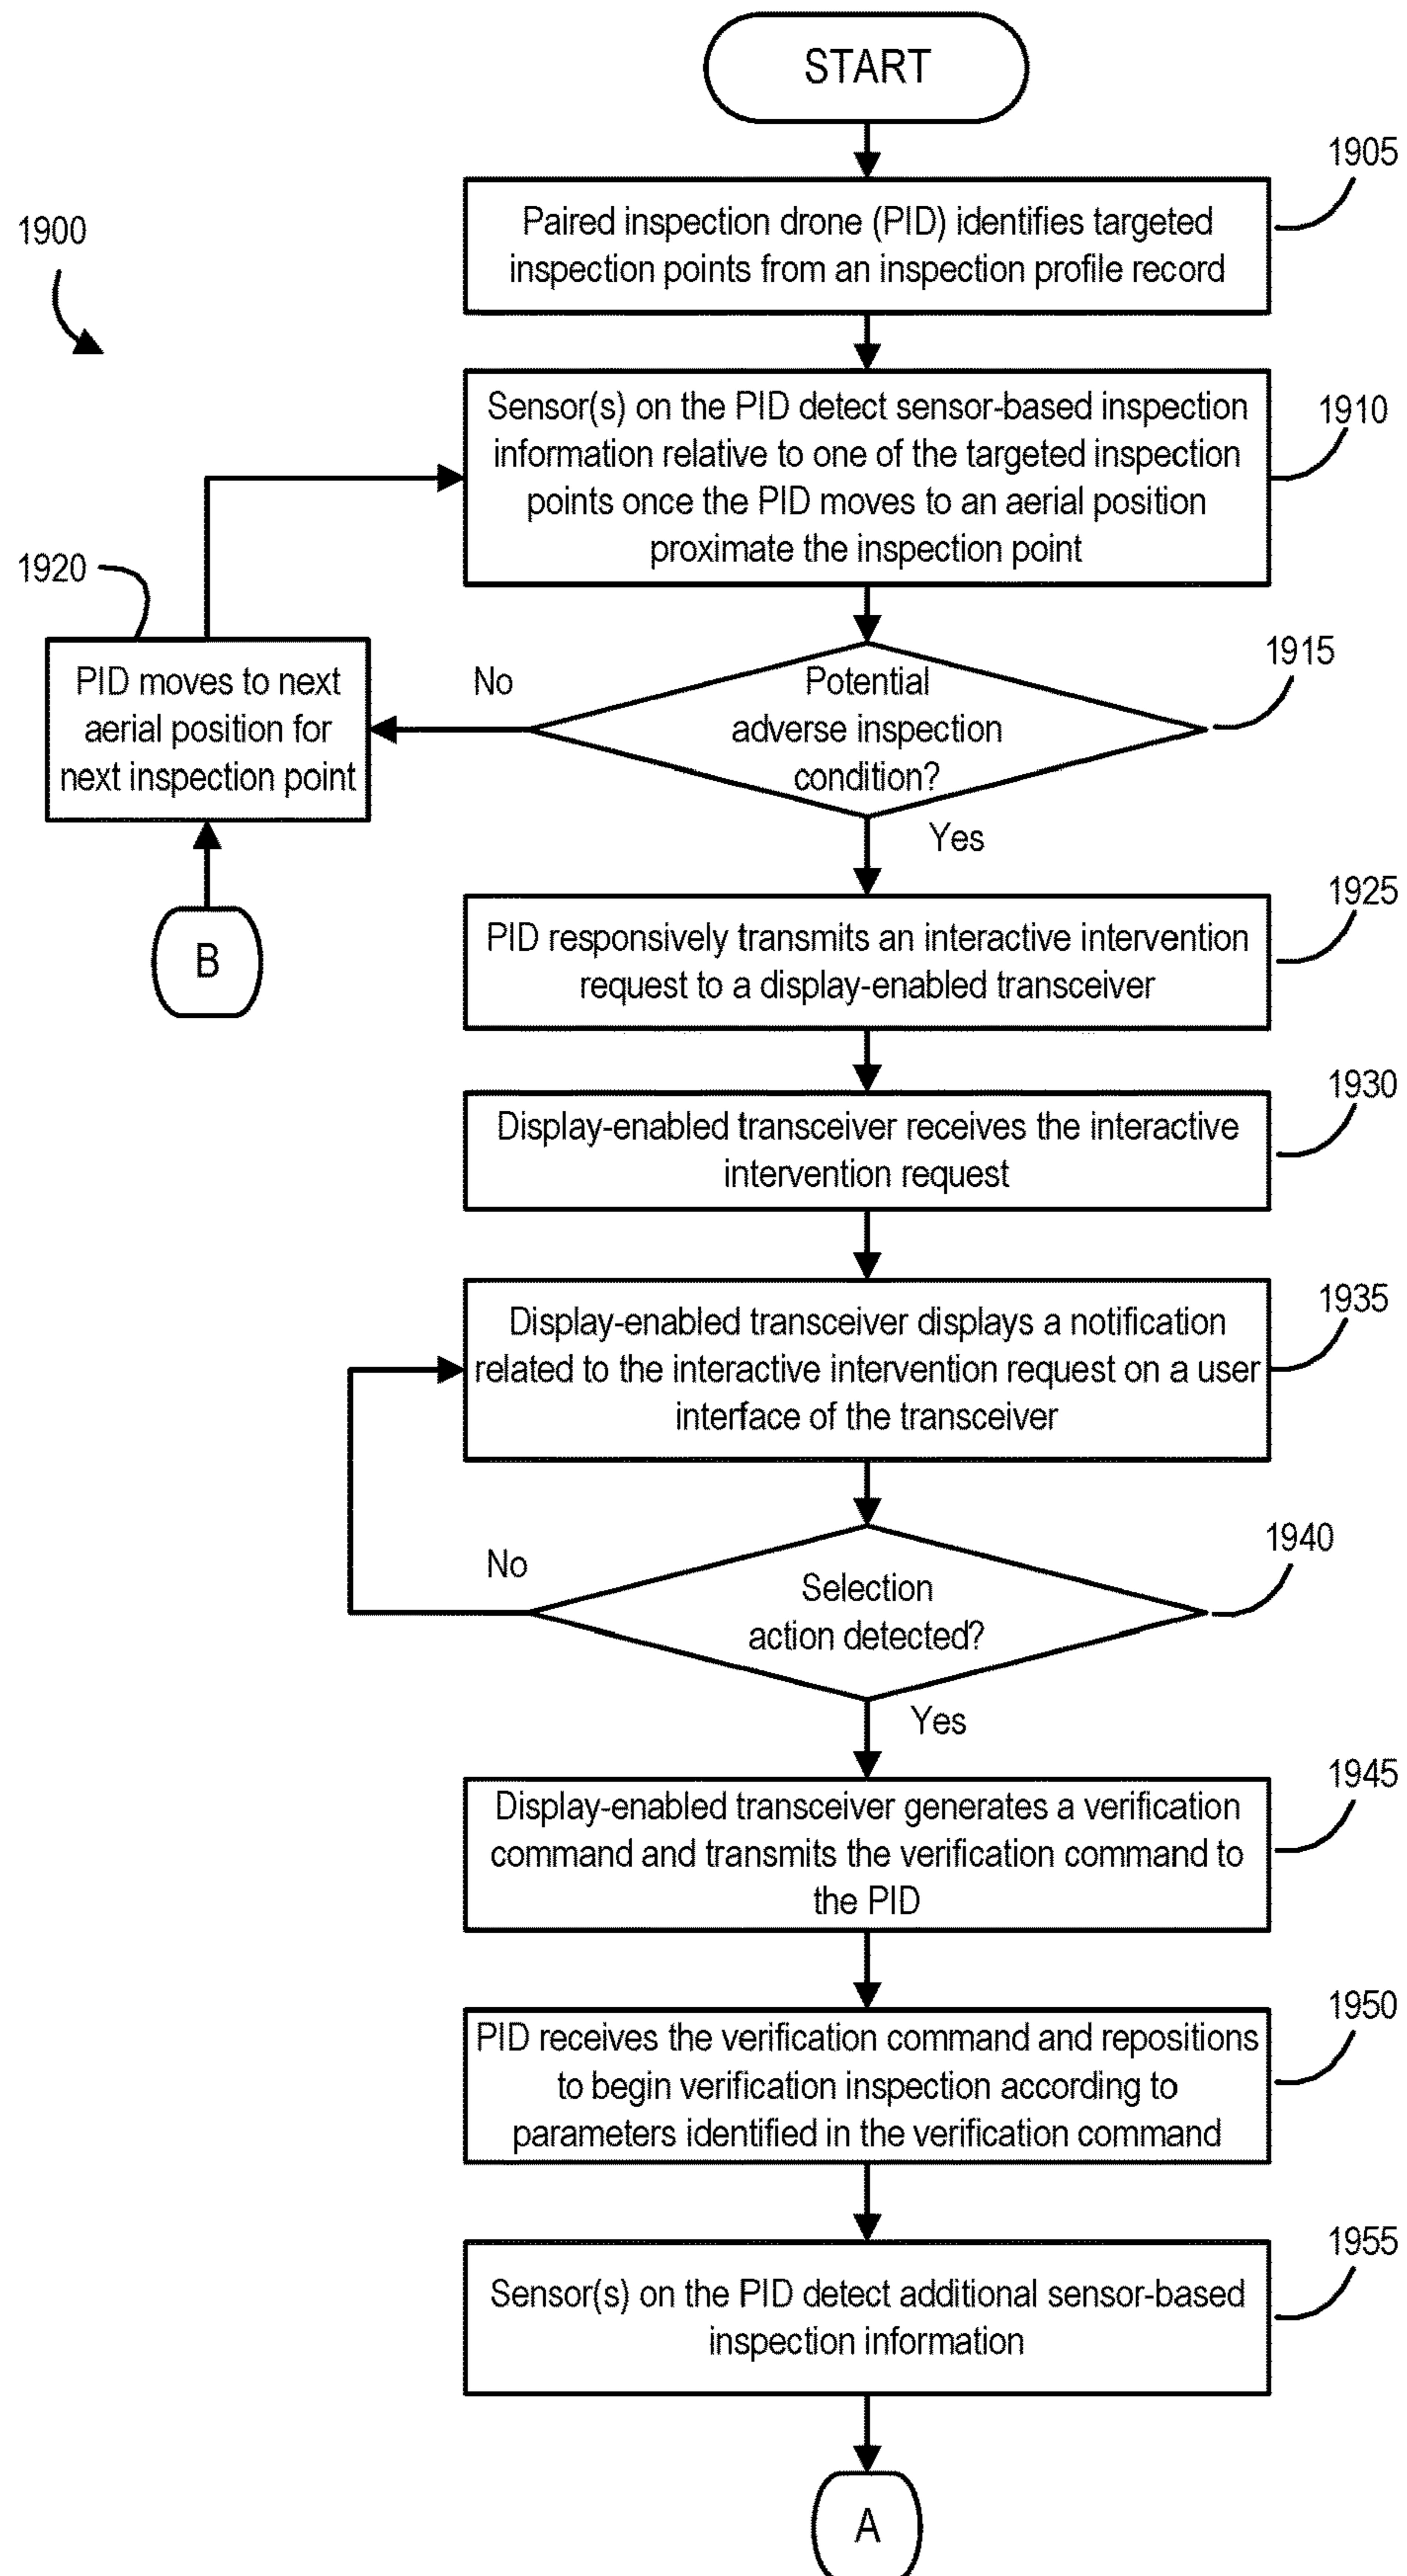 START
1905
Paired inspection drone (PID) identifies targeted
inspection points from an inspection profile record
1900
Sensor(s) on the PID detect sensor-based inspection
information relative to one of the targeted inspection
points once the PID moves to an aerial position
proximate the inspection point
1910
1920
PID moves to next
aerial position for
next inspection point
No
Potential
adverse inspection
condition?
1915
Yes
B
1925
PID responsively transmits an interactive intervention
request to a display-enabled transceiver
1930
Display-enabled transceiver receives the interactive
intervention request
1935
Display-enabled transceiver displays a notification
related to the interactive intervention request on a user
interface of the transceiver
No
1940
Selection
action detected?
Yes
1945
Display-enabled transceiver generates a verification
command and transmits the verification command to
the PID
1950
PID receives the verification command and repositions
to begin verification inspection according to
parameters identified in the verification command
1955
Sensor(s) on the PID detect additional sensor-based
inspection information
A